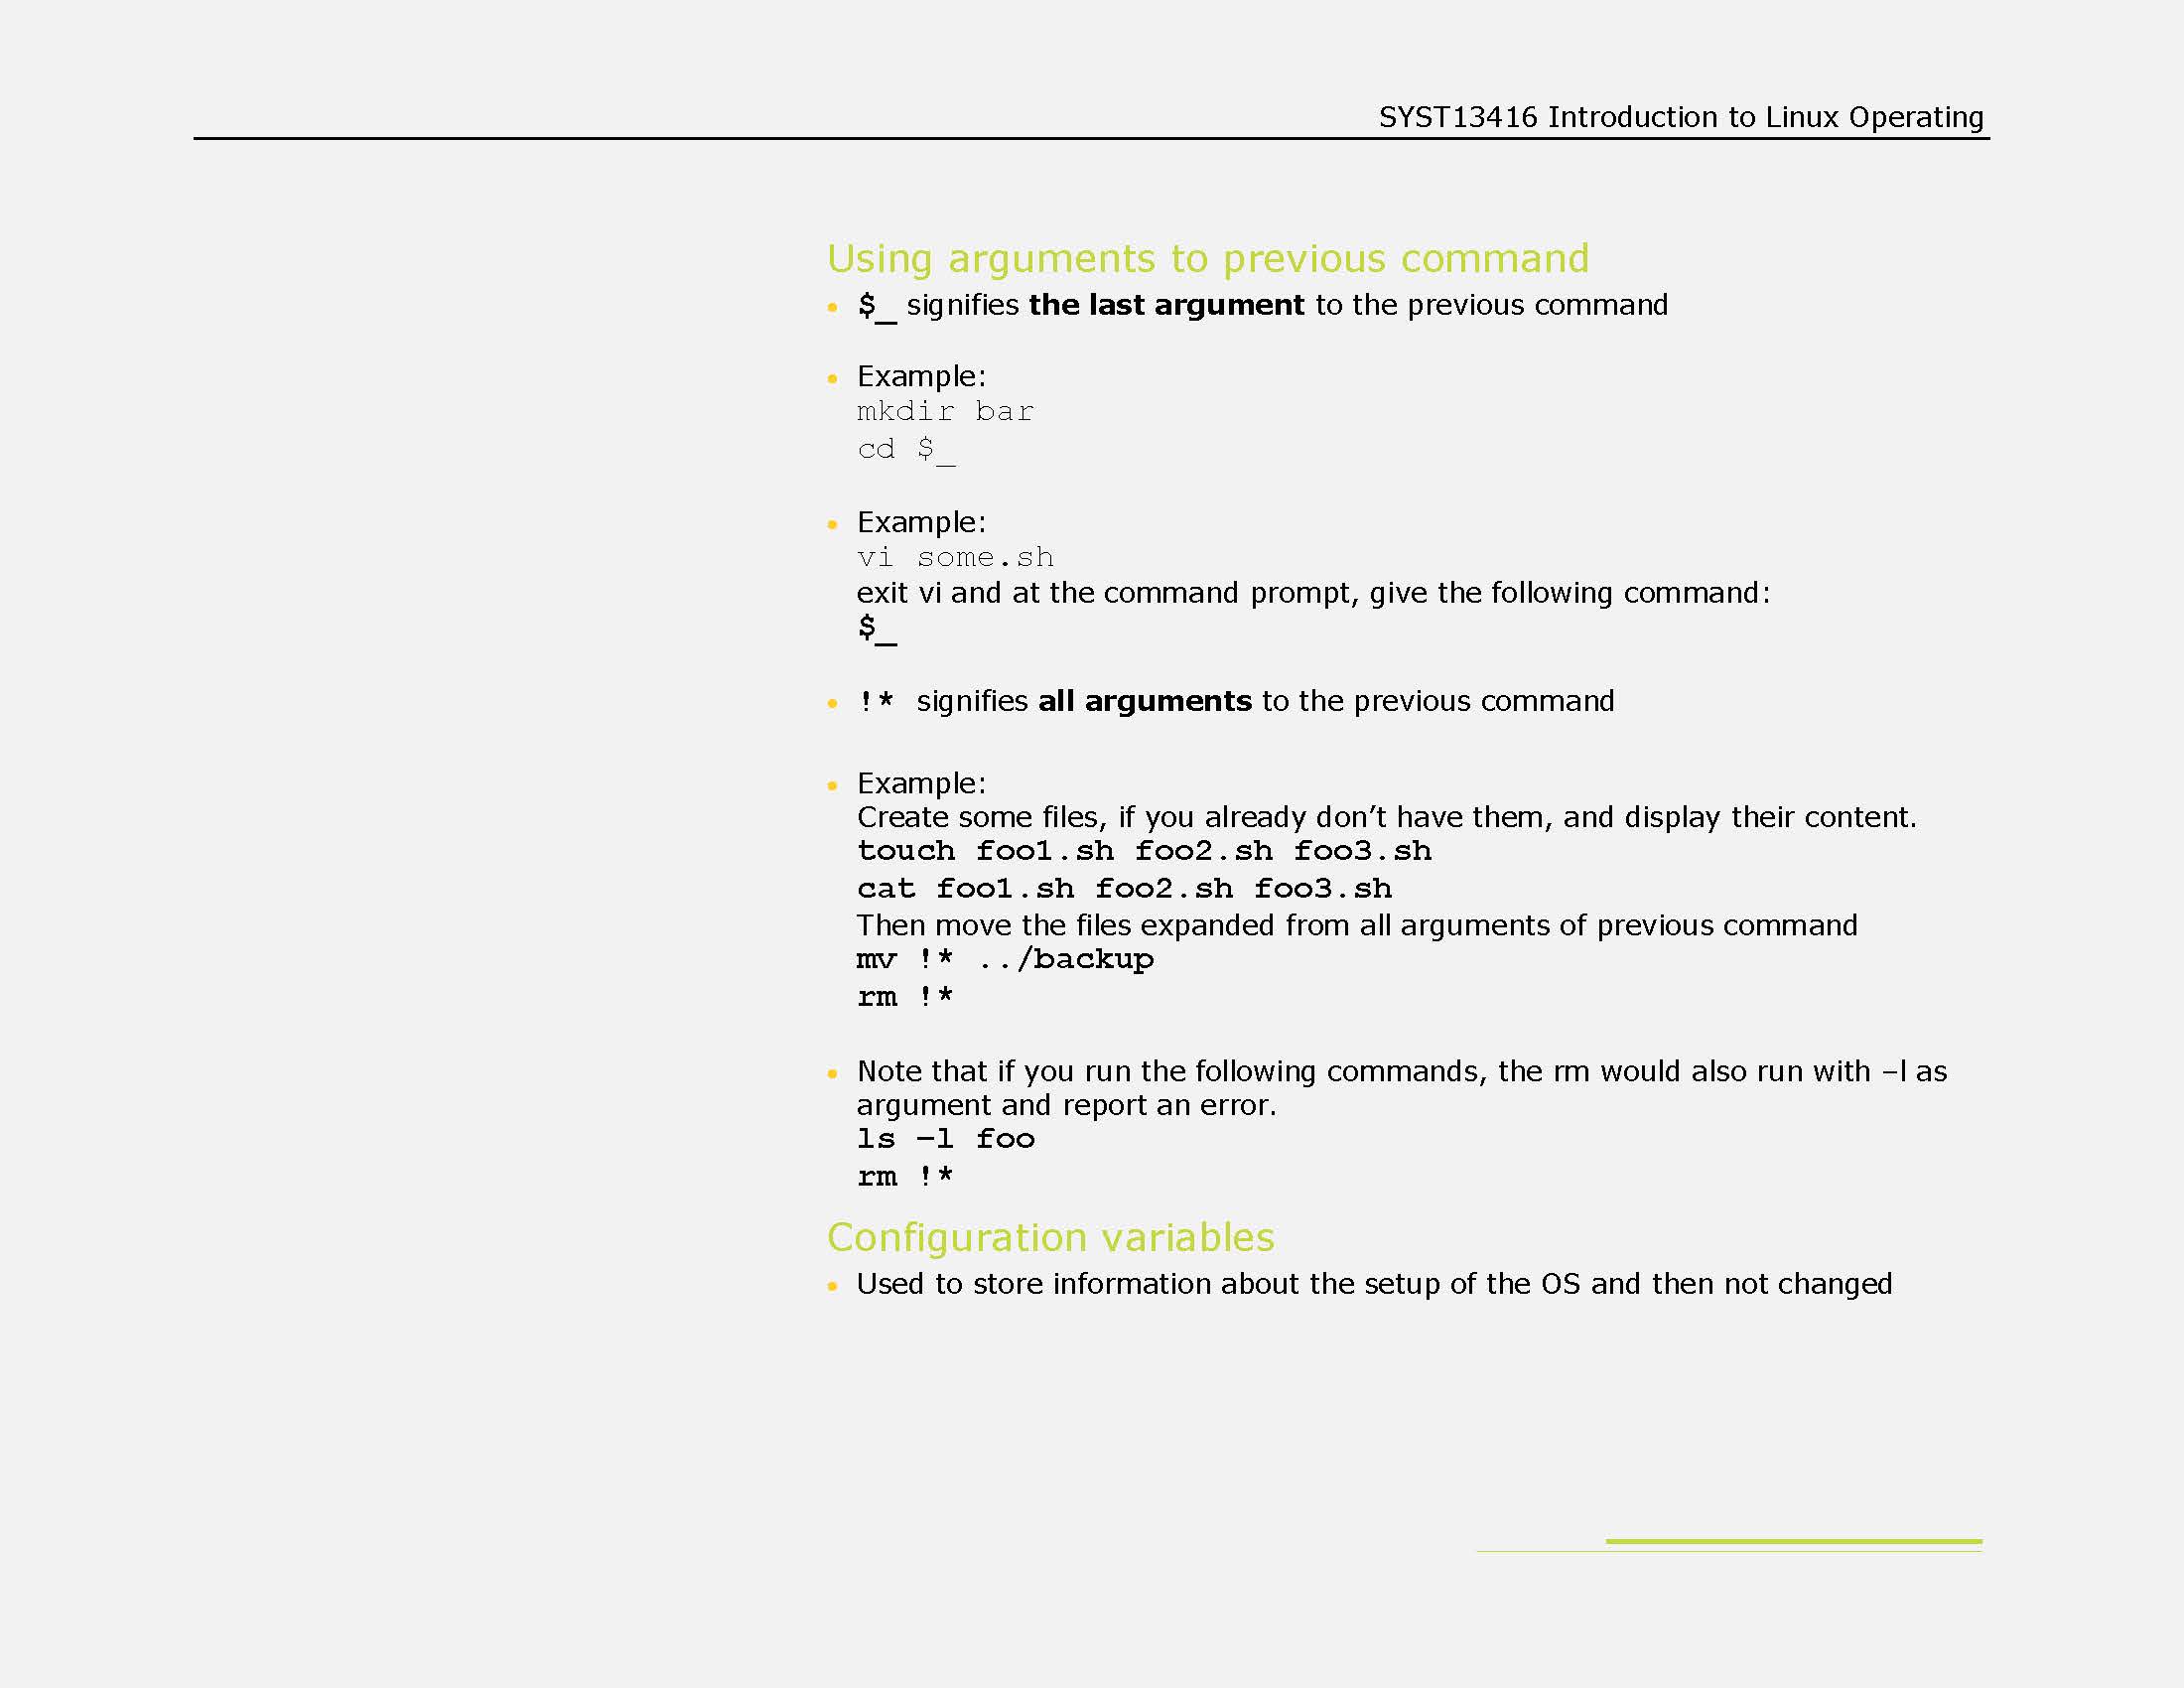 SYST13416 Introduction to Linux Operating
Using arguments to previous command
• $_ signifies the last argument to the previous command
• Example:
mkdir bar
cd $_
• Example:
vi some.sh
exit vi and at the command prompt, give the following command:
$_
• !* signifies all arguments to the previous command
• Example:
Create some files, if you already don’t have them, and display their content.
touch foo1.sh foo2.sh foo3.sh
cat foo1.sh foo2.sh foo3.sh
Then move the files expanded from all arguments of previous command
mv !* ../backup
rm !*
• Note that if you run the following commands, the rm would also run with –l as
argument and report an error.
ls –l foo
rm !*
Configuration variables
• Used to store information about the setup of the OS and then not changed